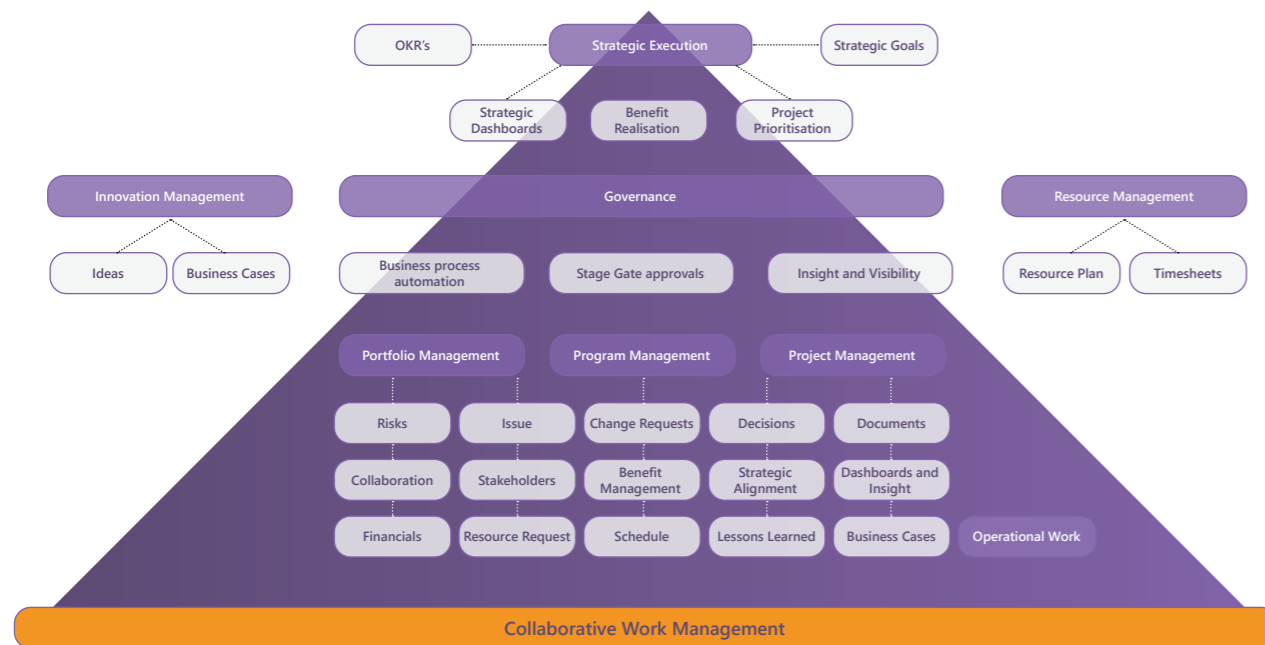 OKR's
Strategic Execution
Strategic Goals
Strategic
Dashboards
Benefit
Realisation
Project
Prioritisation
Innovation Management
Governance
Resource Management
Ideas
Business Cases
Business process
automation
Stage Gate approvals
Insight and Visibility
Resource Plan
Timesheets
Portfolio Management
Program Management
Project Management
Risks
Issue
Change Requests
Decisions
Documents
Collaboration
Stakeholders
Benefit
Management
Strategic
Alignment
Dashboards and
Insight
Financials
Resource Request
Schedule
Lessons Learned
Business Cases
Operational Work
Collaborative Work Management